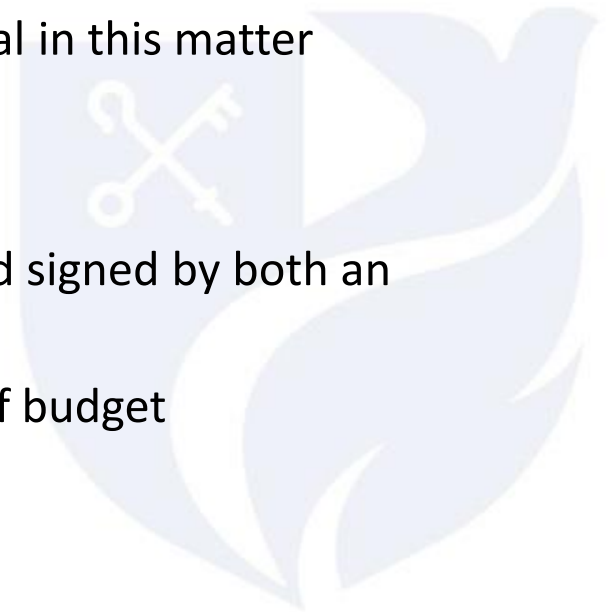 al in this matter
d signed by both an
f budget